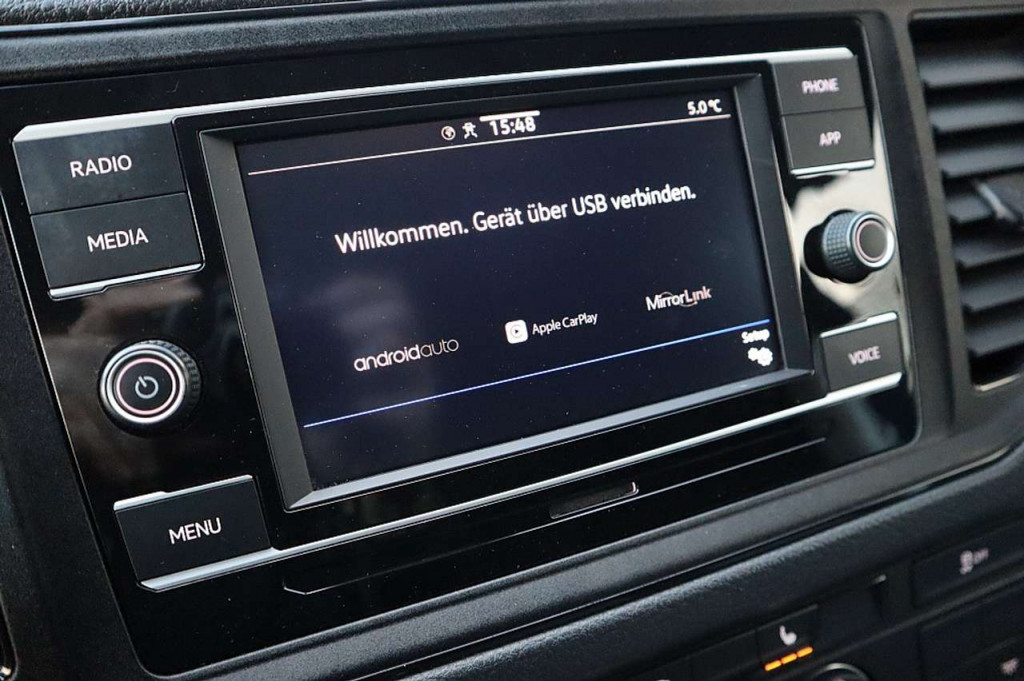 PHONE
15:48
5.0°C
RADIO
APP
MEDIA
Willkommen. Gerät über USB verbinden.
androidauto
Apple CarPlay
MirrorLink
Setup
VOICE
MENU
OFF